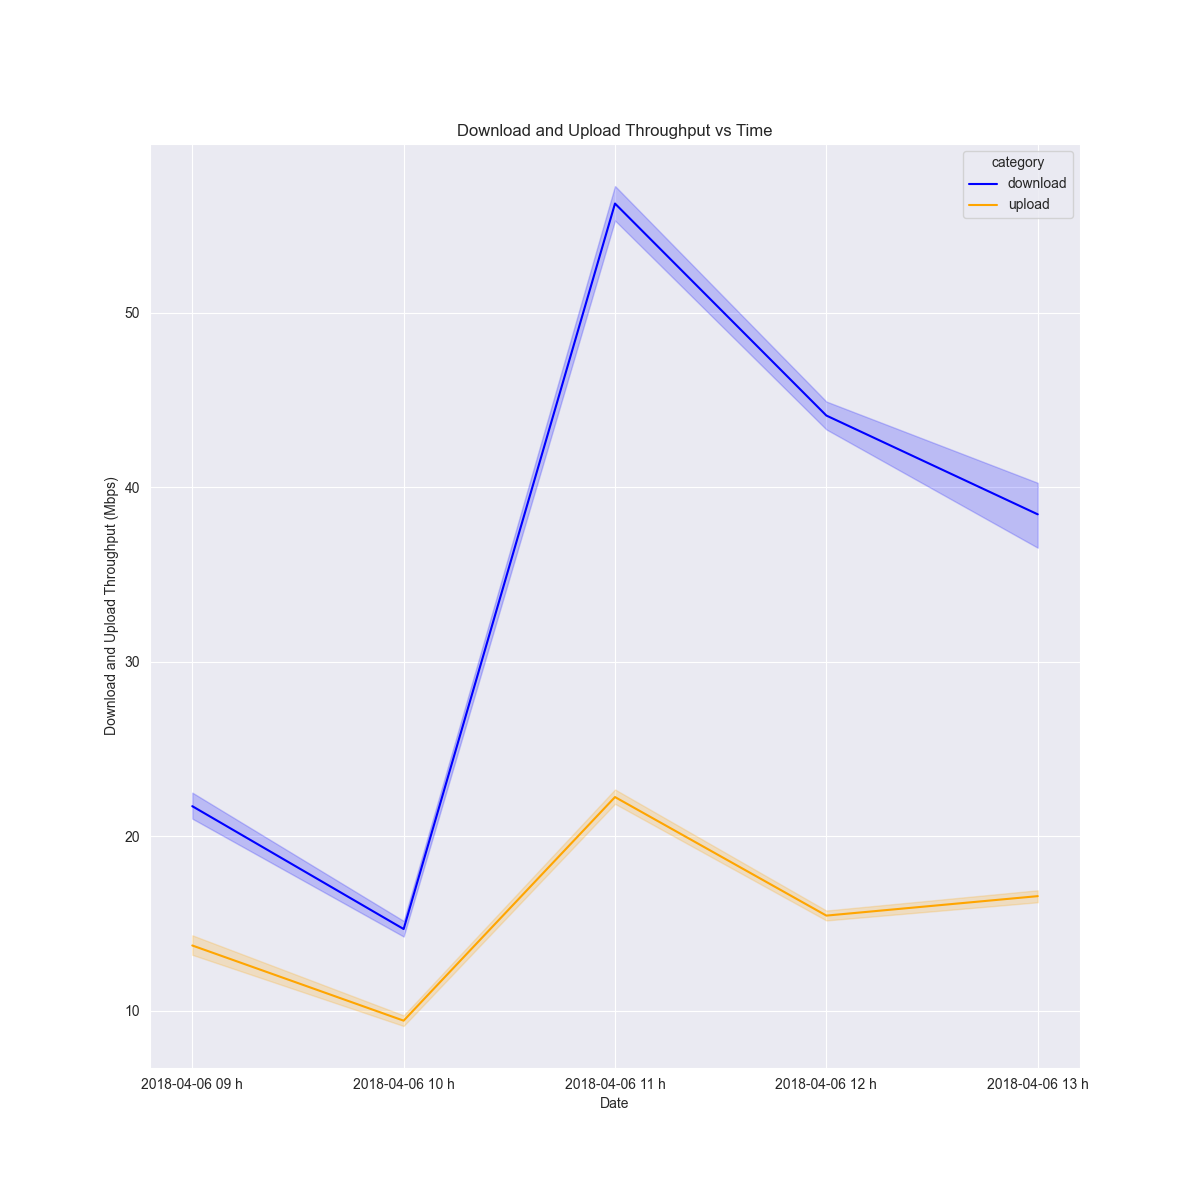 Download and Upload Throughput vs Time
category
download
upload
Download and Upload Throughput (Mbps)
50
40
30
20
10
2018-04-06 09 h
2018-04-06 10 h
2018-04-06 11 h
2018-04-06 12 h
2018-04-06 13 h
Date